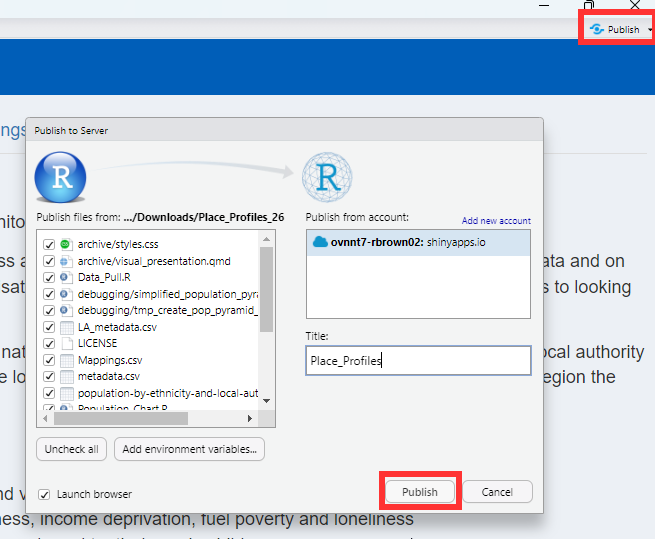 Publish
ngs
Publish to Server
R
R
Publish files from: .../Downloads/Place_Profiles_26
Publish from account:
Add new account
archive/styles.css
archive/visual_presentation.qmd
Data_Pull.R
debugging/simplified_population_pyr
debugging/tmp_create_pop_pyramid_
LA_metadata.csv
LICENSE
Mappings.csv
metadata.csv
population-by-ethnicity-and-local-aut
Population_Chart.R
ovnnt7-rbrown02: shinyapps.io
Title:
Place_Profiles
Uncheck all
Add environment variables...
Launch browser
Publish
Cancel
nito
ss a
ata and on
sat
s to looking
nat
ocal authority
e lo
egion the
nd v
ness, income deprivation, fuel poverty and loneliness